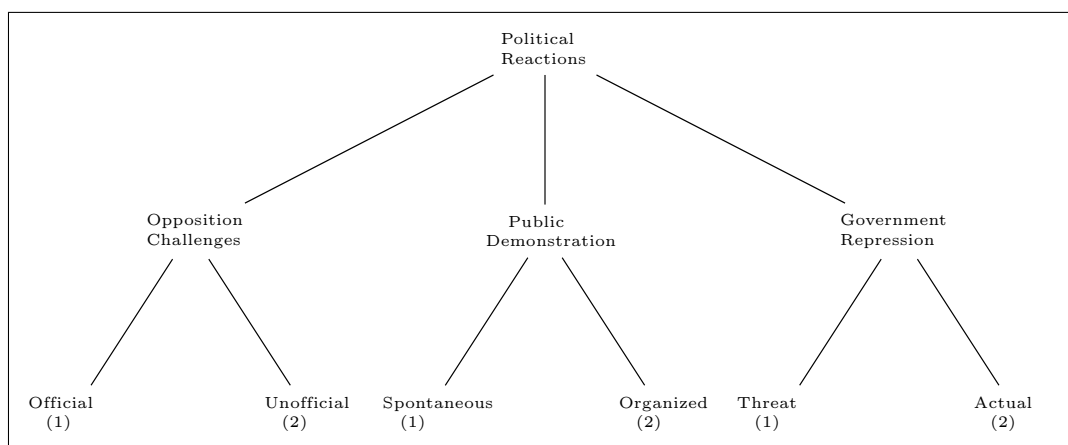 Political
Reactions
Opposition
Challenges
Public
Demonstration
Government
Repression
Official
(1)
Unofficial
(2)
Spontaneous
(1)
Organized
(2)
Threat
(1)
Actual
(2)